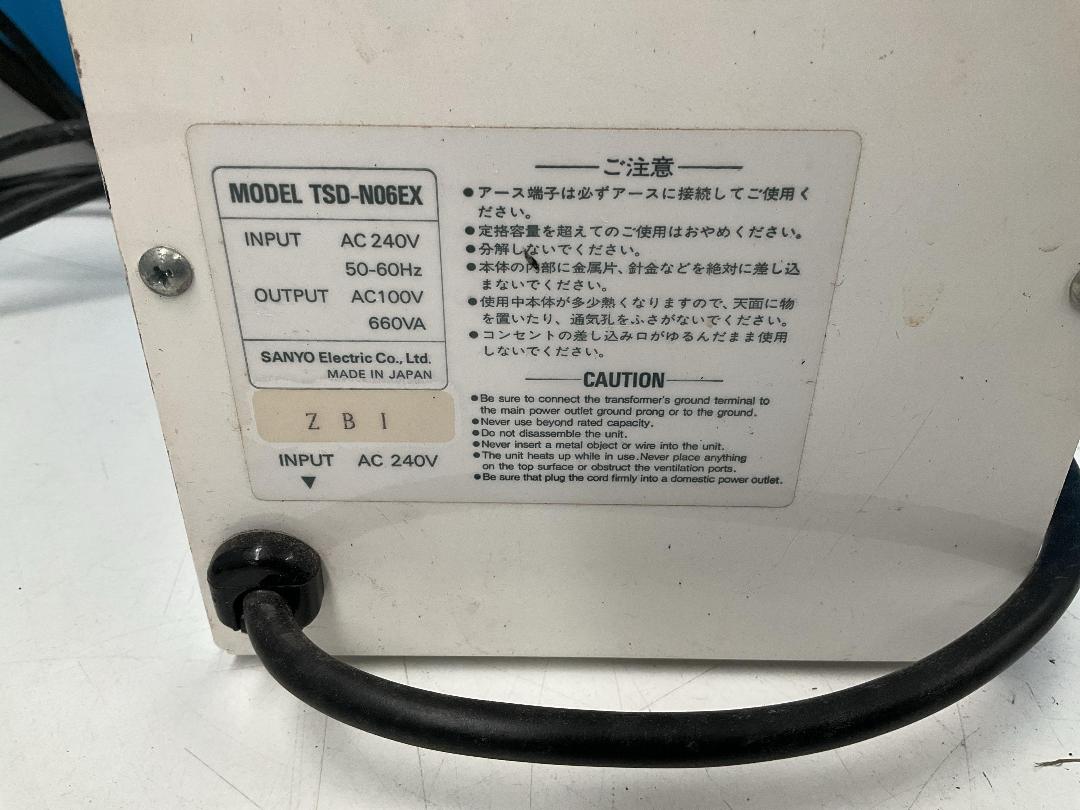 MODEL TSD-N06EX
INPUT AC 240V
50-60Hz
OUTPUT AC100V
660VA
SANYO Electric Co., Ltd.
MADE IN JAPAN
Z B I
INPUT AC 240V
▼
ご注意
●アース端子は必ずアースに接続してご使用く
ださい。
●定格容量を超えてのご使用はおやめください。
●分解しないでください。
●本体の内部に金属片、針金などを絶対に差し込
まないでください。
●使用中本体が多少熱くなりますので、天面に物
を置いたり、通気孔をふさがないでください。
●コンセントの差し込み口がゆるんだまま使用
しないでください。
CAUTION
●Be sure to connect the transformer's ground terminal to
the main power outlet ground prong or to the ground.
●Never use beyond rated capacity.
●Do not disassemble the unit.
●Never insert a metal object or wire into the unit.
●The unit heats up while in use.Never place anything
on the top surface or obstruct the ventilation ports.
●Be sure that plug the cord firmly into a domestic power outlet.